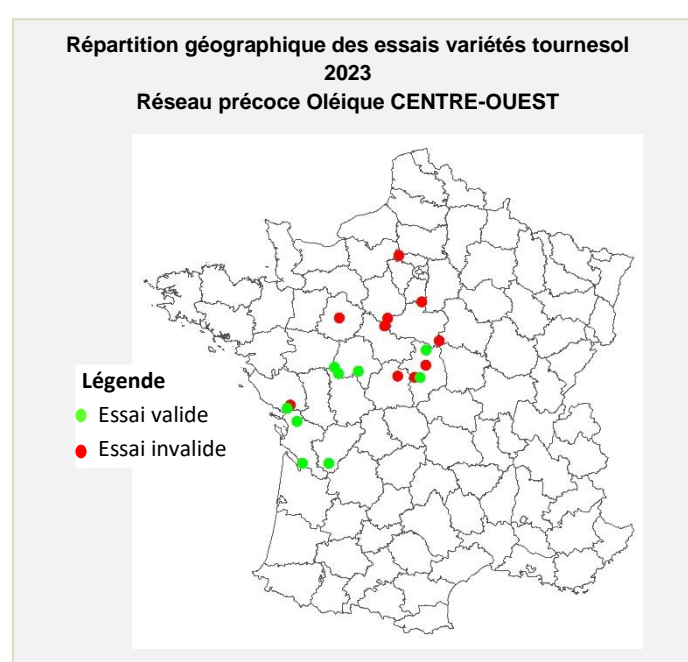 Répartition géographique des essais variétés tournesol
2023
Réseau précoce Oléique CENTRE-OUEST
Légende
Essai valide
Essai invalide